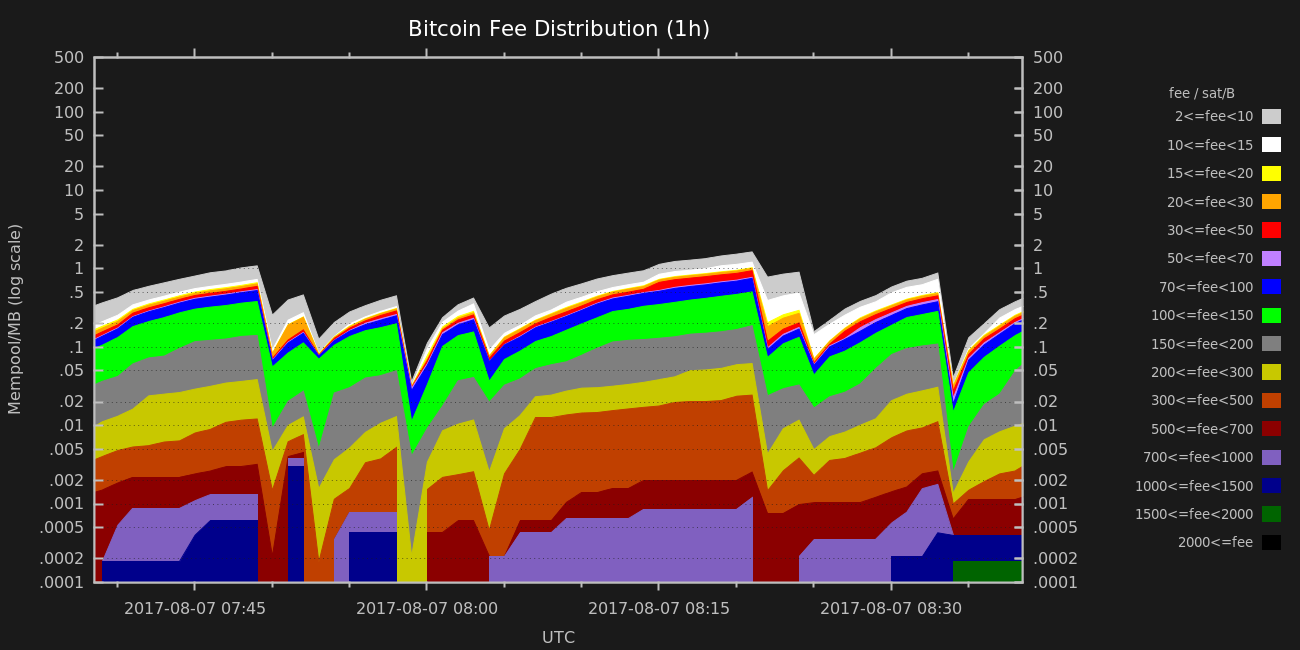 Bitcoin Fee Distribution (1h)
Mempool/MB (log scale)
500
200
100
50
20
10
5
2
1
.5
.2
.1
.05
.02
.01
.005
.002
.001
.0005
.0002
.0001
500
200
100
50
20
10
5
2
1
.5
.2
.1
.05
.02
.01
.005
.002
.001
.0005
.0002
.0001
2017-08-07 07:45
2017-08-07 08:00
2017-08-07 08:15
2017-08-07 08:30
UTC
fee / sat/B
2<=fee<10
10<=fee<15
15<=fee<20
20<=fee<30
30<=fee<50
50<=fee<70
70<=fee<100
100<=fee<150
150<=fee<200
200<=fee<300
300<=fee<500
500<=fee<700
700<=fee<1000
1000<=fee<1500
1500<=fee<2000
2000<=fee